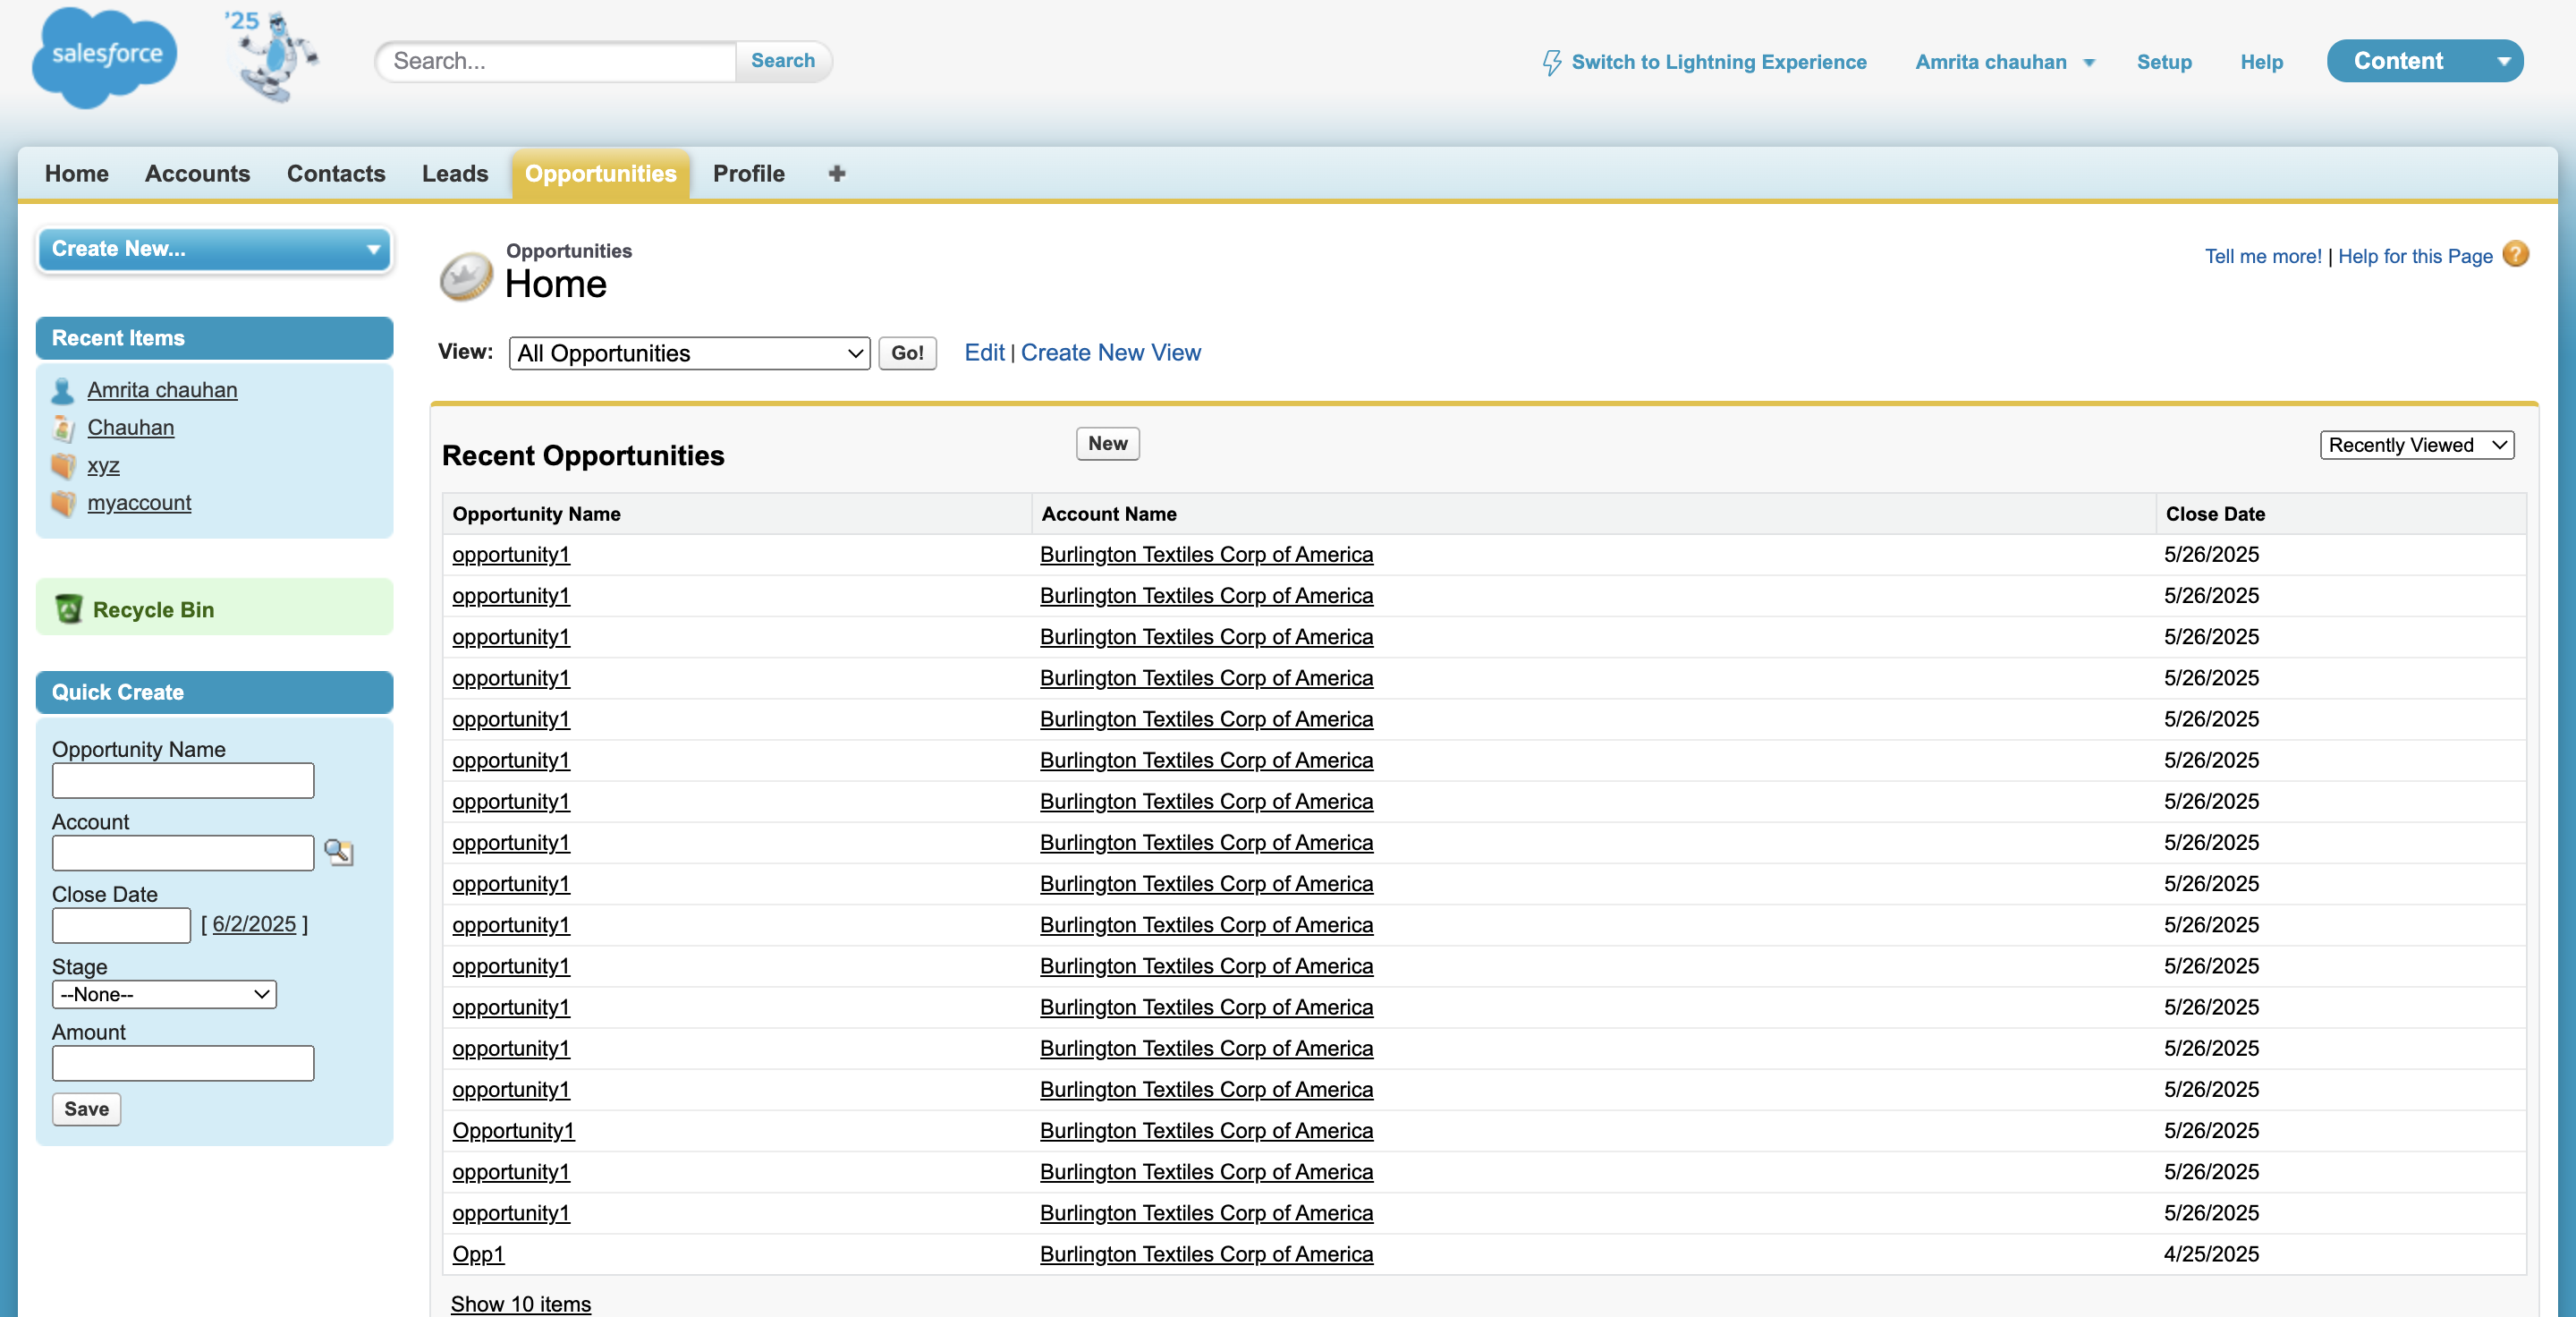 salesforce
'25
Search...
Search
Switch to Lightning Experience
Amrita chauhan
Setup
Help
Content
Home Accounts Contacts Leads Opportunities Profile +
Create New...
Recent Items
Amrita chauhan
Chauhan
xyz
myaccount
Recycle Bin
Quick Create
Opportunity Name
Account
Close Date
[ 6/2/2025 ]
Stage
--None--
Amount
Save
Opportunities
Home
Tell me more! | Help for this Page ?
View: All Opportunities Go! Edit | Create New View
Recent Opportunities New Recently Viewed
Opportunity Name Account Name Close Date
opportunity1 Burlington Textiles Corp of America 5/26/2025
opportunity1 Burlington Textiles Corp of America 5/26/2025
opportunity1 Burlington Textiles Corp of America 5/26/2025
opportunity1 Burlington Textiles Corp of America 5/26/2025
opportunity1 Burlington Textiles Corp of America 5/26/2025
opportunity1 Burlington Textiles Corp of America 5/26/2025
opportunity1 Burlington Textiles Corp of America 5/26/2025
opportunity1 Burlington Textiles Corp of America 5/26/2025
opportunity1 Burlington Textiles Corp of America 5/26/2025
opportunity1 Burlington Textiles Corp of America 5/26/2025
opportunity1 Burlington Textiles Corp of America 5/26/2025
opportunity1 Burlington Textiles Corp of America 5/26/2025
opportunity1 Burlington Textiles Corp of America 5/26/2025
opportunity1 Burlington Textiles Corp of America 5/26/2025
Opportunity1 Burlington Textiles Corp of America 5/26/2025
opportunity1 Burlington Textiles Corp of America 5/26/2025
opportunity1 Burlington Textiles Corp of America 5/26/2025
Opp1 Burlington Textiles Corp of America 4/25/2025
Show 10 items